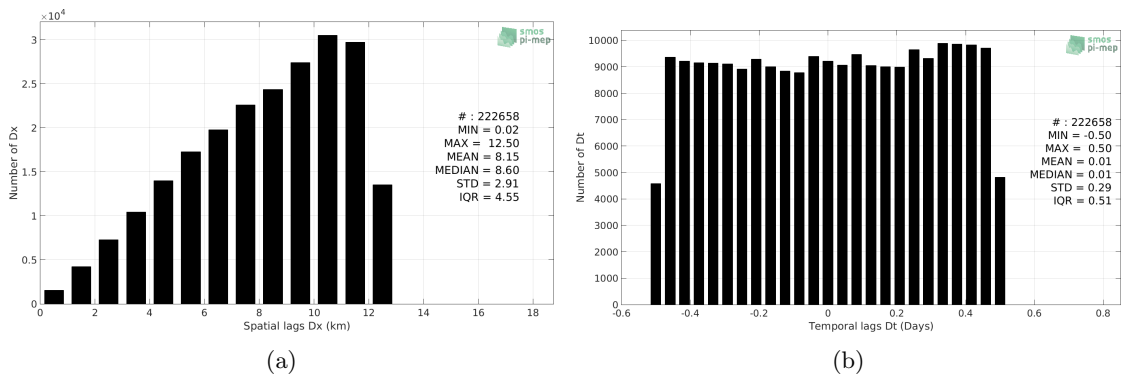 ×10⁴
3
2.5
2
1.5
1
0.5
0
Number of Dx
0 2 4 6 8 10 12 14 16 18
Spatial lags Dx (km)
smos
pi-mep
# : 222658
MIN = 0.02
MAX = 12.50
MEAN = 8.15
MEDIAN = 8.60
STD = 2.91
IQR = 4.55
(a)
10000
9000
8000
7000
6000
5000
4000
3000
2000
1000
0
Number of Dt
-0.6 -0.4 -0.2 0 0.2 0.4 0.6 0.8
Temporal lags Dt (Days)
smos
pi-mep
# : 222658
MIN = -0.50
MAX = 0.50
MEAN = 0.01
MEDIAN = 0.01
STD = 0.29
IQR = 0.51
(b)